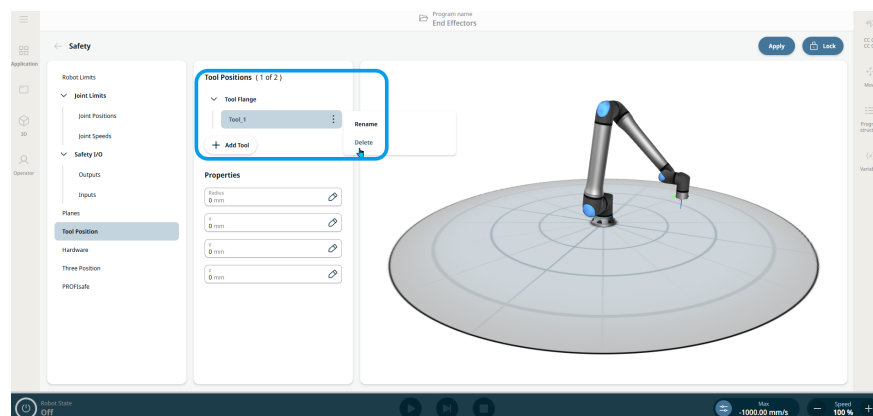 Program name
End Effectors
Safety
Apply
Lock
Application
3D
Operator
Robot Limits
Joint Limits
Joint Positions
Joint Speeds
Safety I/O
Outputs
Inputs
Planes
Tool Position
Hardware
Three Position
PROFIsafe
Tool Positions ( 1 of 2 )
Tool Flange
Tool_1
Add Tool
Rename
Delete
Properties
Radius
0 mm
x
0 mm
y
0 mm
z
0 mm
Robot State
Off
Max
-1000.00 mm/s
Speed
100 %